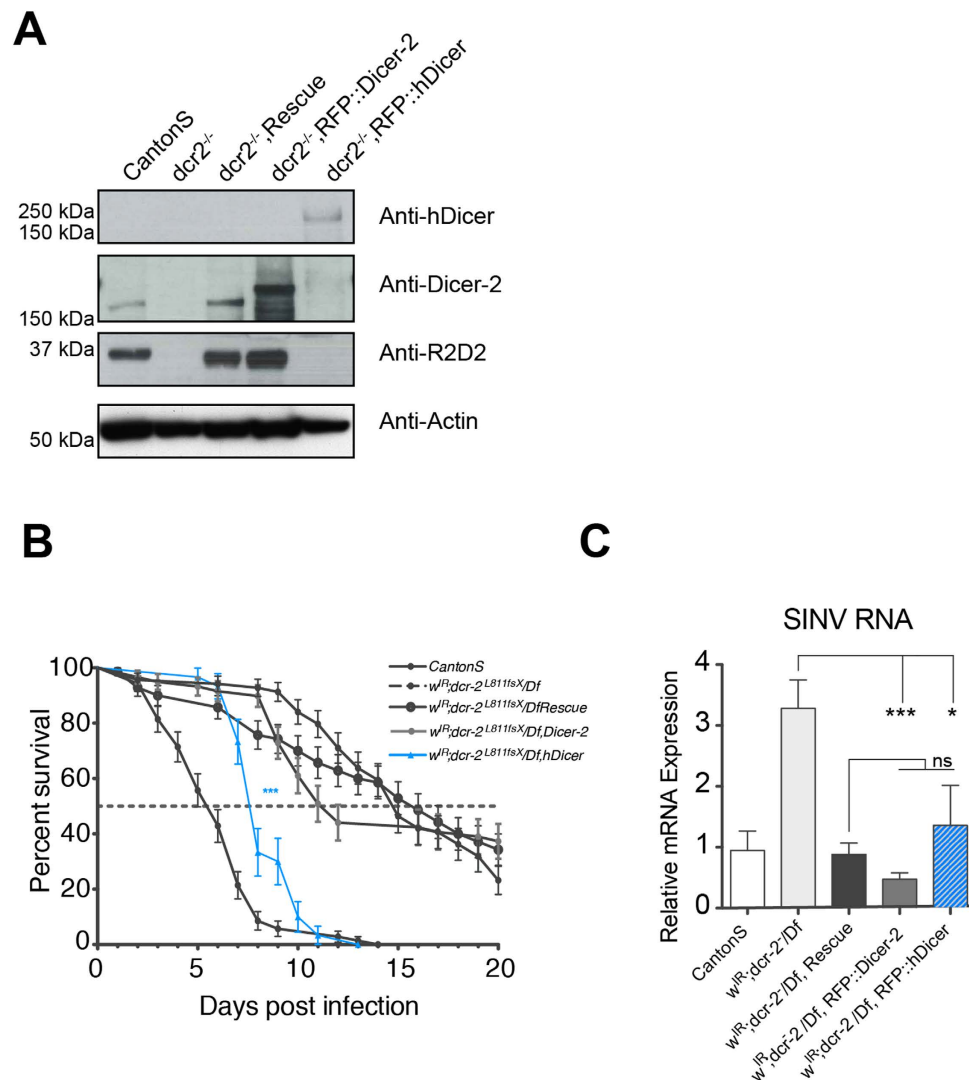 A
CantonS
dcr2-/-
dcr2-/-,Rescue
dcr2-/-,RFP::Dicer-2
dcr2-/-,RFP::hDicer
250 kDa
150 kDa
Anti-hDicer
Anti-Dicer-2
150 kDa
37 kDa
Anti-R2D2
Anti-Actin
50 kDa
B
100
80
60
40
20
0
Percent survival
0 5 10 15 20
Days post infection
CantonS
wIR;dcr-2L811fsX/Df
wIR;dcr-2L811fsX/DfRescue
wIR;dcr-2L811fsX/Df,Dicer-2
wIR;dcr-2L811fsX/Df,hDicer
***
C
SINV RNA
4
3
2
1
0
Relative mRNA Expression
*** *
ns
CantonS
wIR;dcr-2-/Df
wIR;dcr-2-/Df, Rescue
wIR;dcr-2-/Df, RFP::Dicer-2
wIR;dcr-2-/Df, RFP::hDicer